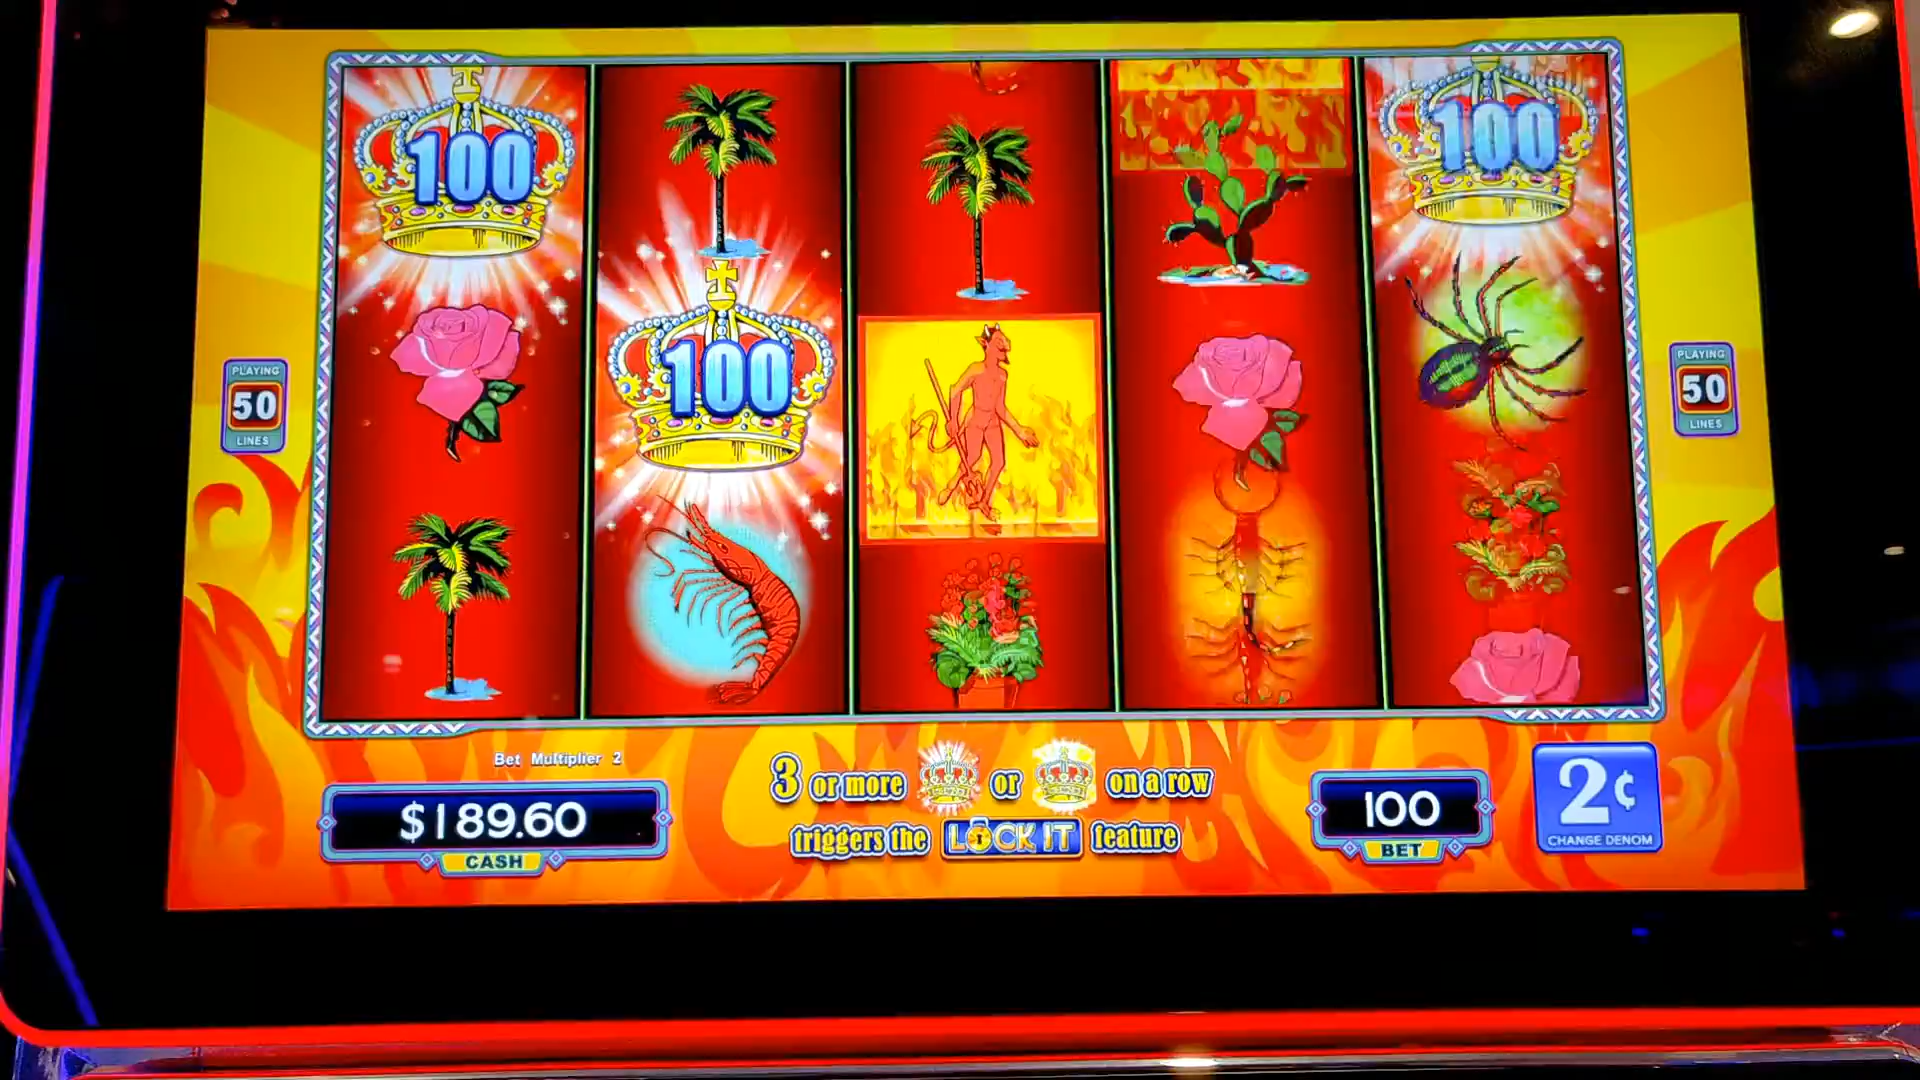 100
100
100
PLAYING
50
LINES
PLAYING
50
LINES
Bet Multiplier 2
$189.60
CASH
3 or more or on a row
triggers the LOCK IT feature
100
BET
2¢
CHANGE DENOM